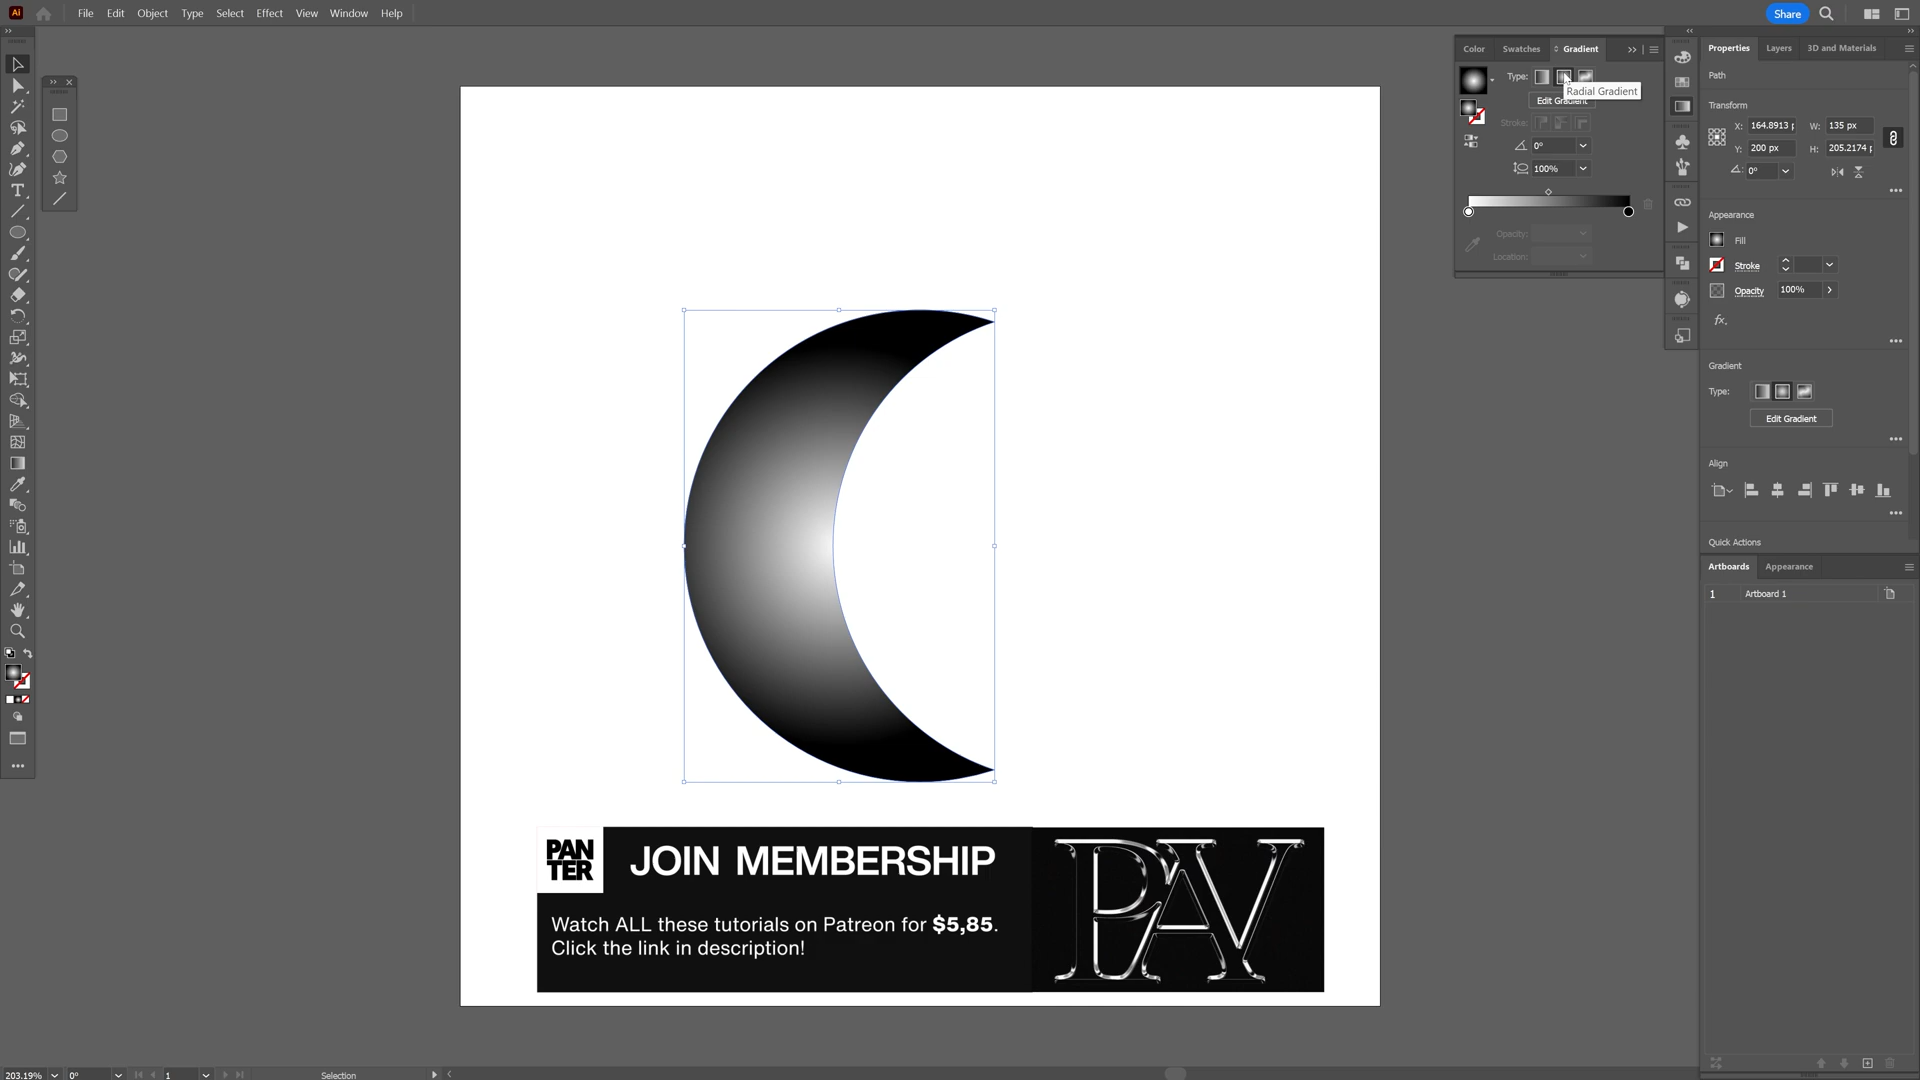 Ai File Edit Object Type Select Effect View Window Help Share
Color Swatches Gradient
Type:
Radial Gradient
Edit Gradient
Stroke:
0°
100%
Opacity:
Location:
Properties Layers 3D and Materials
Path
Transform
X: 164.8913 W: 135 px
Y: 200 px H: 205.2174
0°
Appearance
Fill
Stroke
Opacity 100%
fx.
Gradient
Type:
Edit Gradient
Align
Quick Actions
Artboards Appearance
1 Artboard 1
PAN
TER
JOIN MEMBERSHIP
Watch ALL these tutorials on Patreon for $5,85.
Click the link in description!
PAV
203.19% 0° 1 Selection